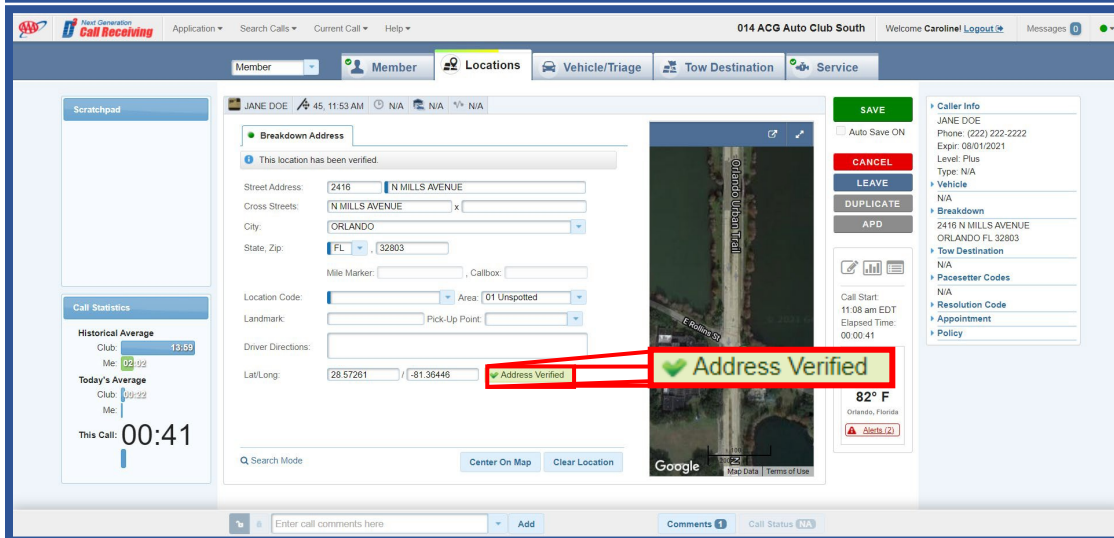 AAA Next Generation Call Receiving Application Search Calls Current Call Help 014 ACG Auto Club South Welcome Caroline! Logout Messages 0
Member Member Locations Vehicle/Triage Tow Destination Service
Scratchpad
JANE DOE 45, 11:53 AM N/A N/A N/A
Breakdown Address
This location has been verified.
Street Address: 2416 N MILLS AVENUE
Cross Streets: N MILLS AVENUE x
City: ORLANDO
State, Zip: FL , 32803
Mile Marker: , Callbox:
Location Code: Area: 01 Unspotted
Landmark: Pick-Up Point:
Driver Directions:
Lat/Long: 28.57261 / -81.36446 Address Verified
Search Mode Center On Map Clear Location
Orlando Urban Trail
E Rollins St
Address Verified
Google Map Data Terms of Use
SAVE
Auto Save ON
CANCEL
LEAVE
DUPLICATE
APD
Call Start:
11:08 am EDT
Elapsed Time:
00:00:41
82° F
Orlando, Florida
Alerts (2)
Caller Info
JANE DOE
Phone: (222) 222-2222
Expir: 08/01/2021
Level: Plus
Type: N/A
Vehicle
N/A
Breakdown
2416 N MILLS AVENUE
ORLANDO FL 32803
Tow Destination
N/A
Pacesetter Codes
N/A
Resolution Code
Appointment
Policy
Call Statistics
Historical Average
Club: 13:59
Me: 02:02
Today's Average
Club: 00:22
Me:
This Call: 00:41
Enter call comments here Add Comments 1 Call Status NA